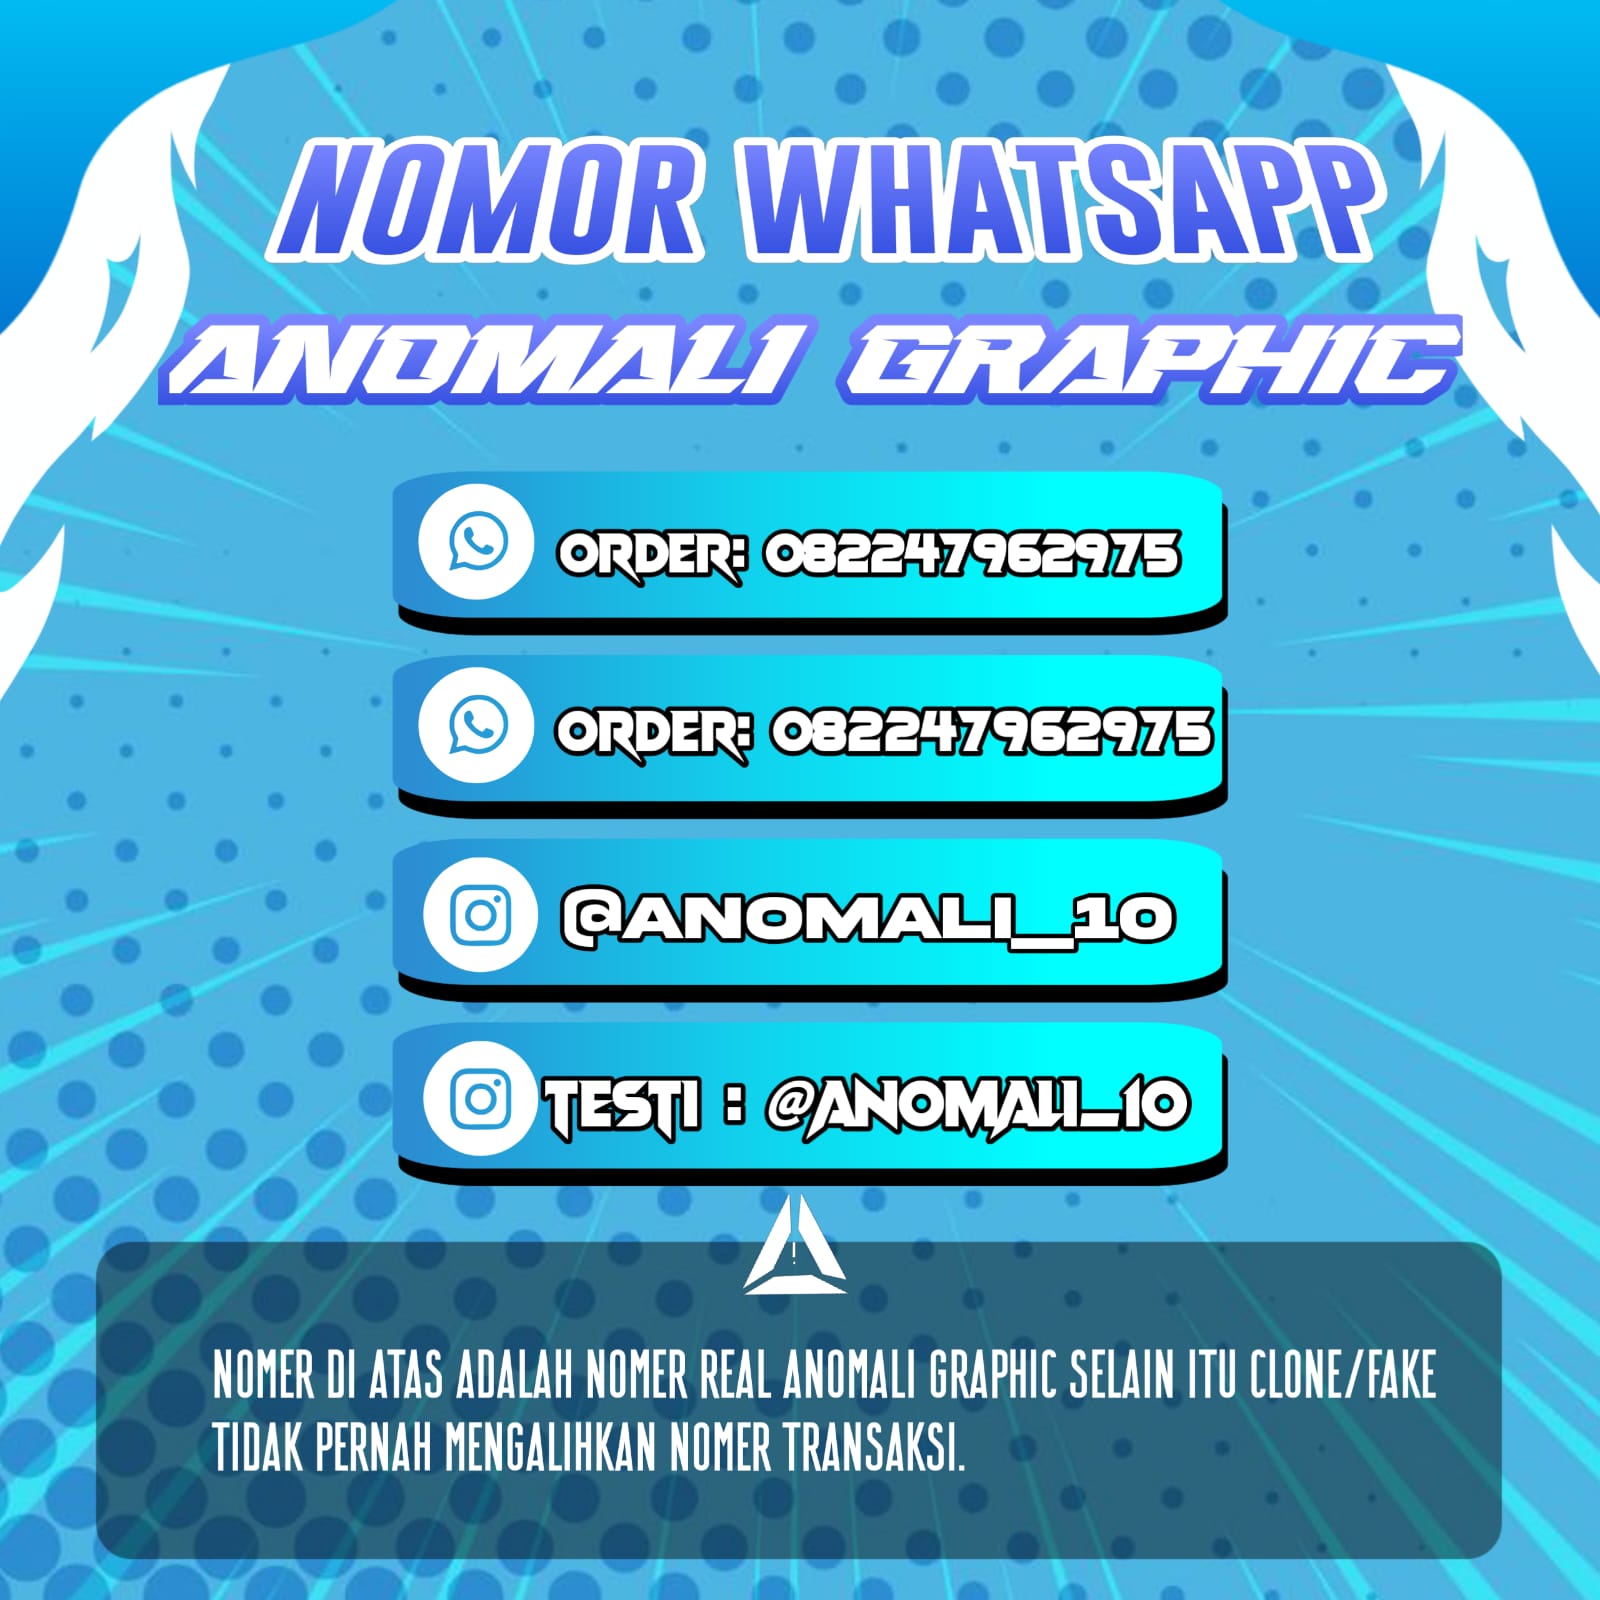 NOMOR WHATSAPP
ANOMALI GRAPHIC
ORDER: 082247962975
ORDER: 082247962975
@ANOMALI_10
TESTI : @ANOMALI_10
!
NOMER DI ATAS ADALAH NOMER REAL ANOMALI GRAPHIC SELAIN ITU CLONE/FAKE
TIDAK PERNAH MENGALIHKAN NOMER TRANSAKSI.